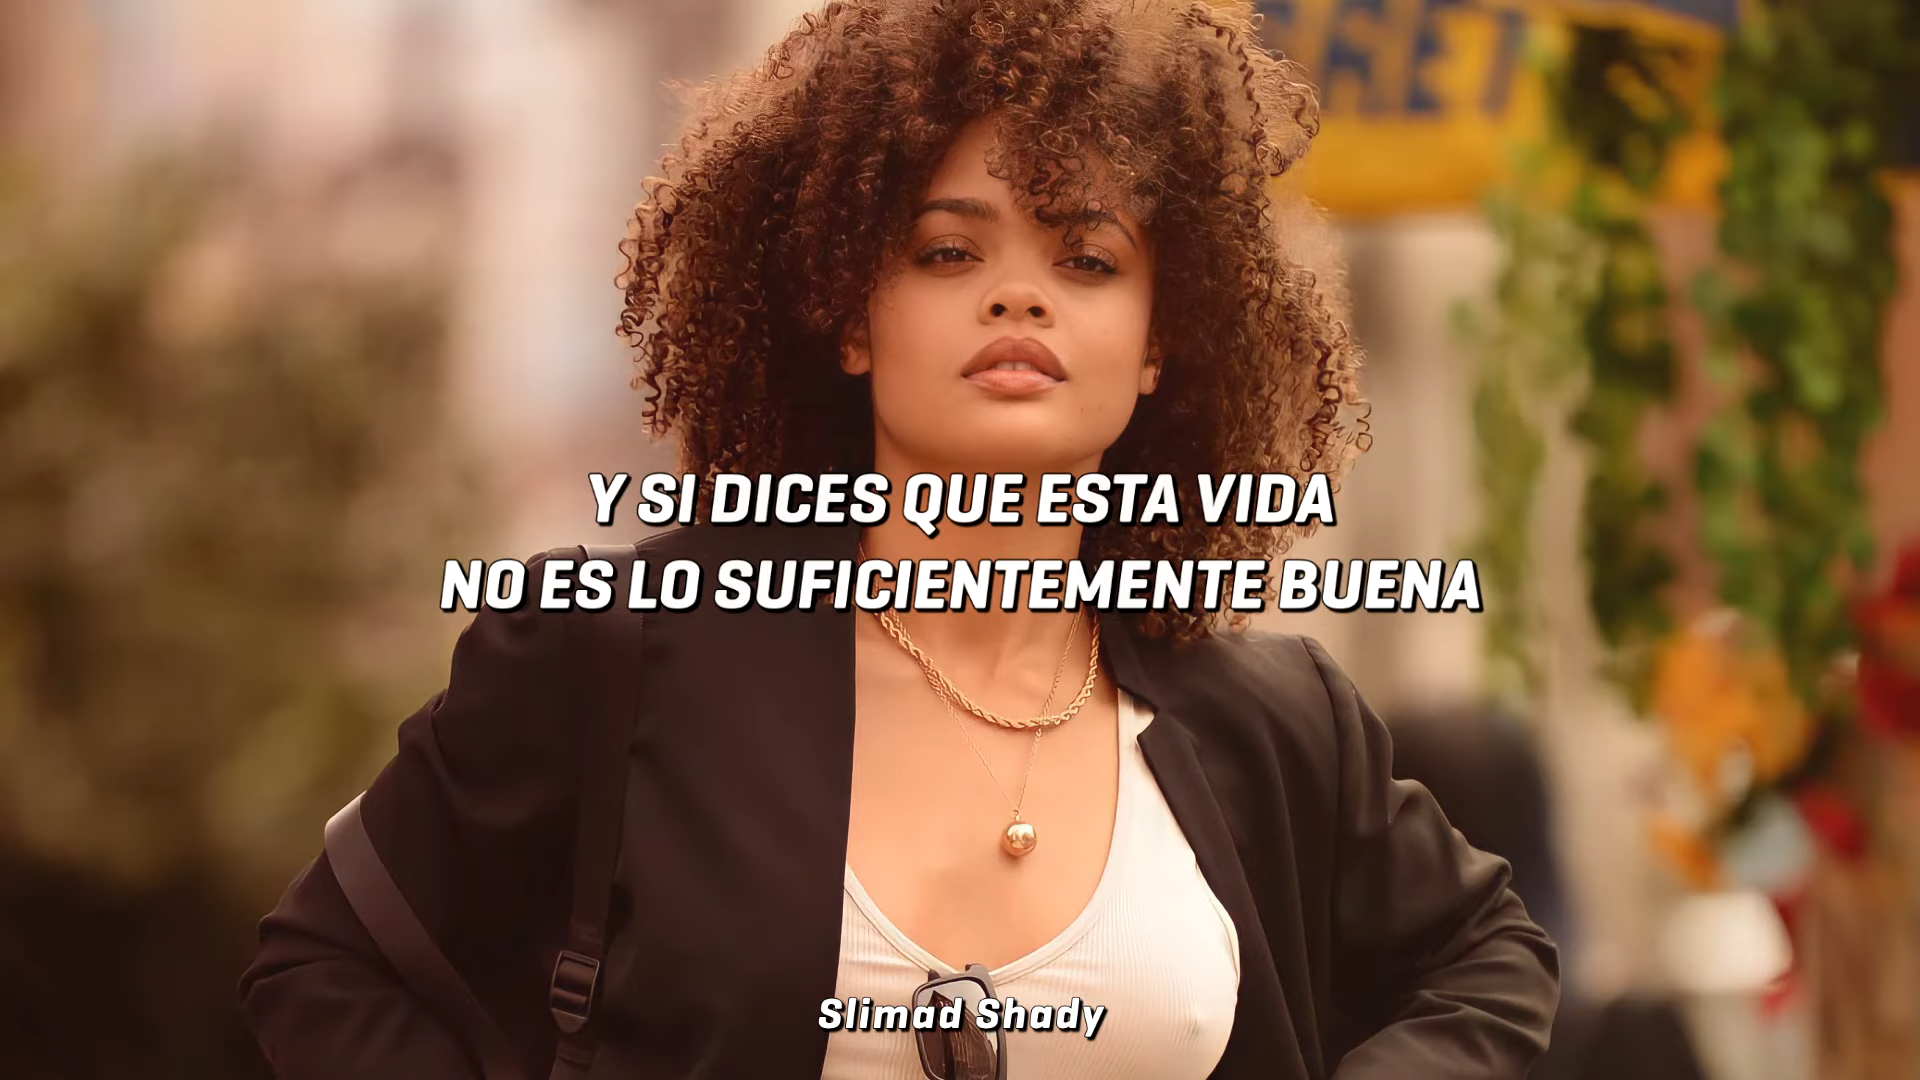 Y SI DICES QUE ESTA VIDA
NO ES LO SUFICIENTEMENTE BUENA
Slimad Shady